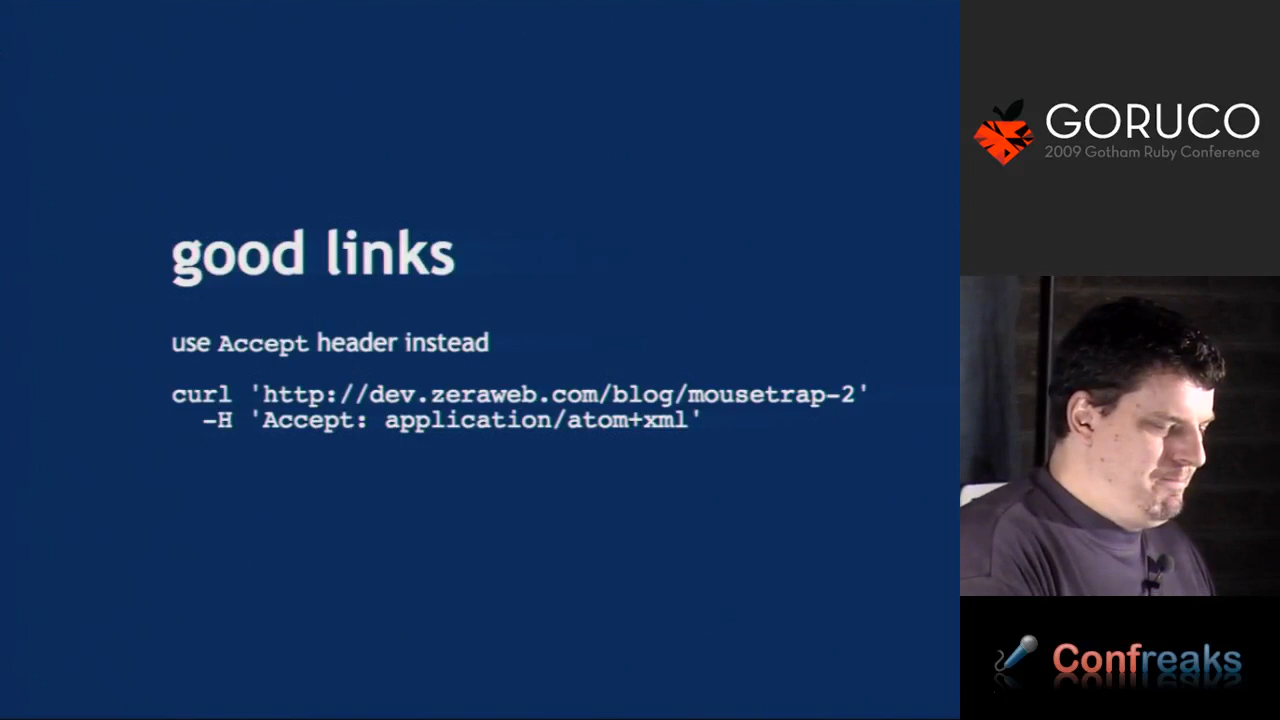 good links
use Accept header instead
curl 'http://dev.zeraweb.com/blog/mousetrap-2'
-H 'Accept: application/atom+xml'
GORUCO
2009 Gotham Ruby Conference
Confreaks